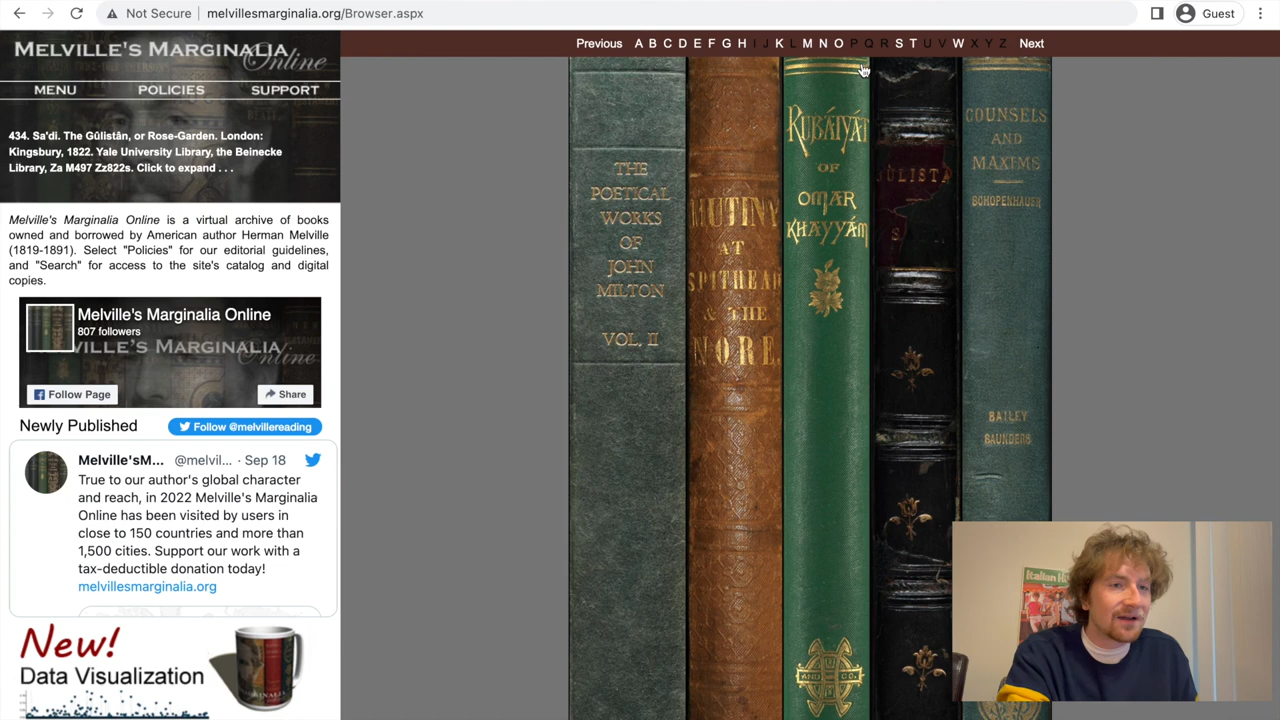 Not Secure melvillesmarginalia.org/Browser.aspx Guest
MELVILLE'S MARGINALIA
Online
MENU POLICIES SUPPORT
434. Sa'di. The Gûlistân, or Rose-Garden. London:
Kingsbury, 1822. Yale University Library, the Beinecke
Library, Za M497 Zz822s. Click to expand . . .
Melville's Marginalia Online is a virtual archive of books
owned and borrowed by American author Herman Melville
(1819-1891). Select "Policies" for our editorial guidelines,
and "Search" for access to the site's catalog and digital
copies.
Melville's Marginalia Online
807 followers
VILLE'S MARGINALIA
Online
Follow Page Share
Newly Published Follow @melvillereading
Melville'sM... @melvil... · Sep 18
True to our author's global character
and reach, in 2022 Melville's Marginalia
Online has been visited by users in
close to 150 countries and more than
1,500 cities. Support our work with a
tax-deductible donation today!
melvillesmarginalia.org
New!
Data Visualization
Previous A B C D E F G H I J K L M N O P Q R S T U V W X Y Z Next
THE
POETICAL
WORKS
OF
JOHN
MILTON
VOL. II
MUTINY
AT
SPITHEAD
& THE
NORE.
RUBÁIYÁT
OF
OMAR
KHAYYÁM
AND CO.
ULISTA
S
COUNSELS
AND
MAXIMS
SCHOPENHAUER
BAILEY
SAUNDERS